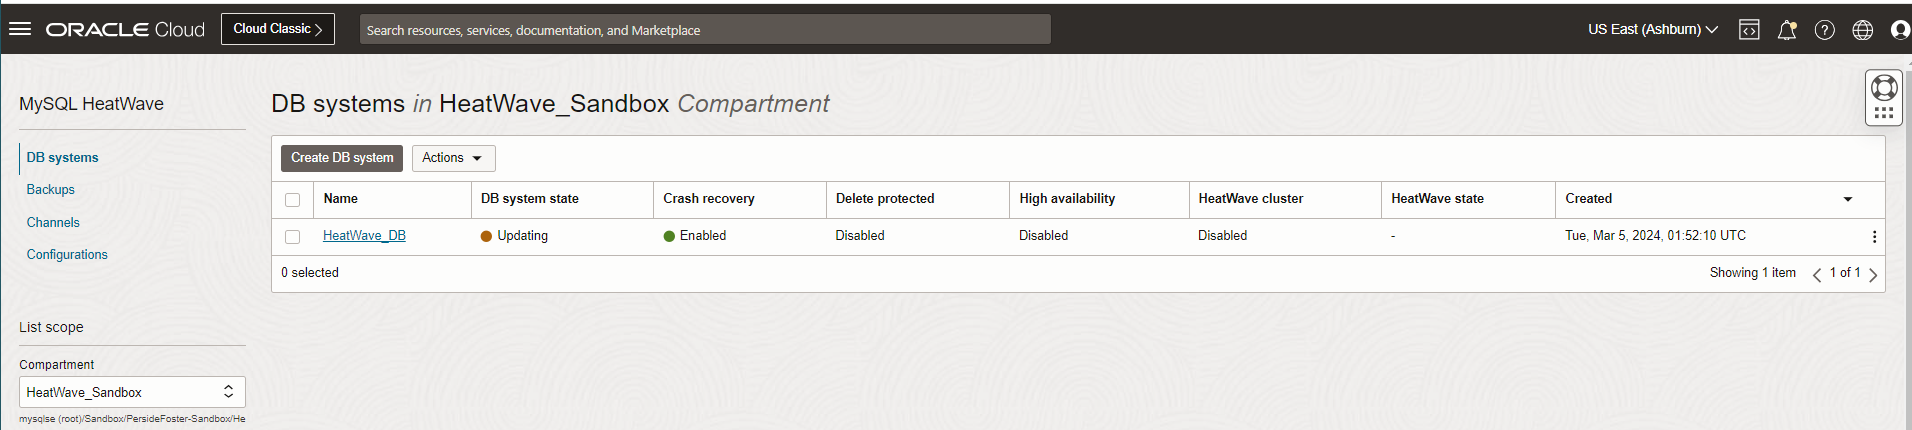 ORACLE Cloud
Cloud Classic
Search resources, services, documentation, and Marketplace
US East (Ashburn)
MySQL HeatWave
DB systems
Backups
Channels
Configurations
List scope
Compartment
HeatWave_Sandbox
mysqlse (root)/Sandbox/PersideFoster-Sandbox/He
DB systems in HeatWave_Sandbox Compartment
Create DB system Actions
Name DB system state Crash recovery Delete protected High availability HeatWave cluster HeatWave state Created
HeatWave_DB Updating Enabled Disabled Disabled Disabled - Tue, Mar 5, 2024, 01:52:10 UTC
0 selected Showing 1 item 1 of 1